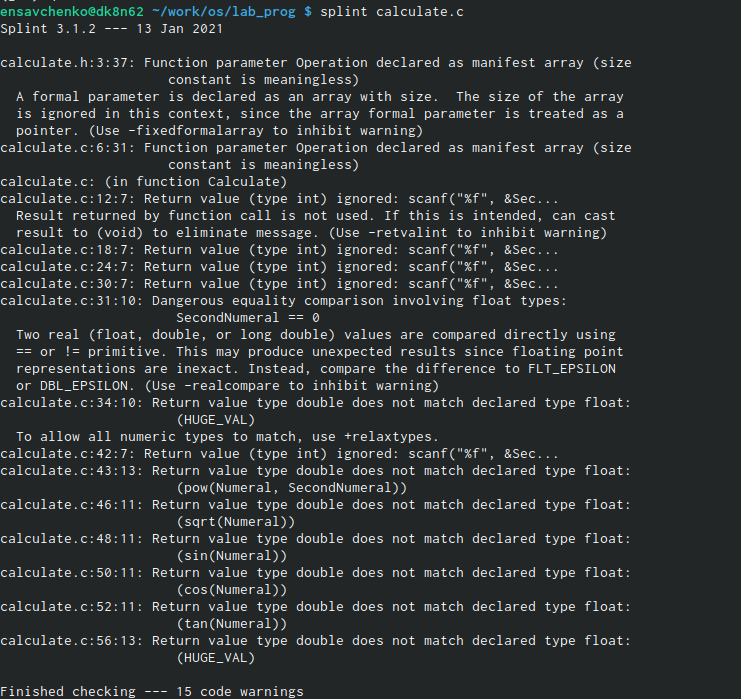 ensavchenko@dk8n62 ~/work/os/lab_prog $ splint calculate.c
Splint 3.1.2 --- 13 Jan 2021

calculate.h:3:37: Function parameter Operation declared as manifest array (size
                     constant is meaningless)
  A formal parameter is declared as an array with size.  The size of the array
  is ignored in this context, since the array formal parameter is treated as a
  pointer. (Use -fixedformalarray to inhibit warning)
calculate.c:6:31: Function parameter Operation declared as manifest array (size
                     constant is meaningless)
calculate.c: (in function Calculate)
calculate.c:12:7: Return value (type int) ignored: scanf("%f", &Sec...
  Result returned by function call is not used. If this is intended, can cast
  result to (void) to eliminate message. (Use -retvalint to inhibit warning)
calculate.c:18:7: Return value (type int) ignored: scanf("%f", &Sec...
calculate.c:24:7: Return value (type int) ignored: scanf("%f", &Sec...
calculate.c:30:7: Return value (type int) ignored: scanf("%f", &Sec...
calculate.c:31:10: Dangerous equality comparison involving float types:
                      SecondNumeral == 0
  Two real (float, double, or long double) values are compared directly using
  == or != primitive. This may produce unexpected results since floating point
  representations are inexact. Instead, compare the difference to FLT_EPSILON
  or DBL_EPSILON. (Use -realcompare to inhibit warning)
calculate.c:34:10: Return value type double does not match declared type float:
                      (HUGE_VAL)
  To allow all numeric types to match, use +relaxtypes.
calculate.c:42:7: Return value (type int) ignored: scanf("%f", &Sec...
calculate.c:43:13: Return value type double does not match declared type float:
                      (pow(Numeral, SecondNumeral))
calculate.c:46:11: Return value type double does not match declared type float:
                      (sqrt(Numeral))
calculate.c:48:11: Return value type double does not match declared type float:
                      (sin(Numeral))
calculate.c:50:11: Return value type double does not match declared type float:
                      (cos(Numeral))
calculate.c:52:11: Return value type double does not match declared type float:
                      (tan(Numeral))
calculate.c:56:13: Return value type double does not match declared type float:
                      (HUGE_VAL)

Finished checking --- 15 code warnings